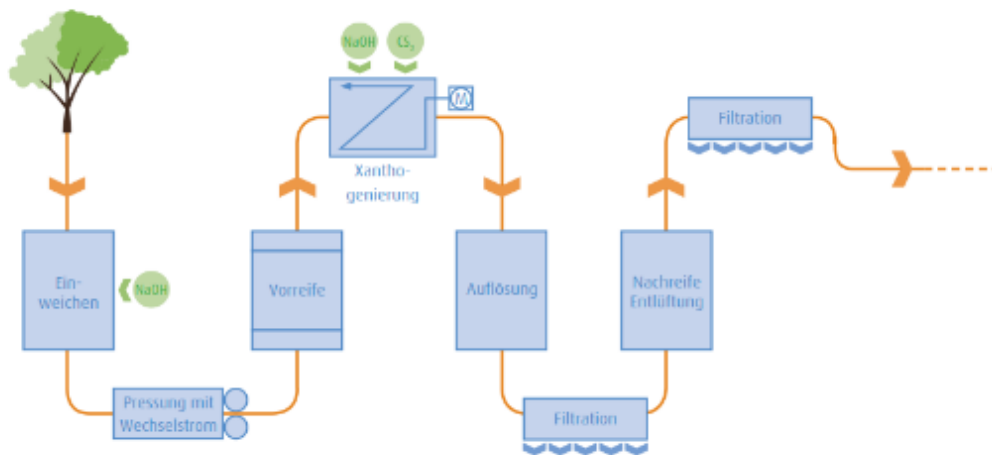 NaOH
CS₂
Filtration
M
Xantho-
genierung
Ein-
weichen
NaOH
Vorreife
Auflösung
Nachreife
Entlüftung
Pressung mit
Wechselstrom
Filtration